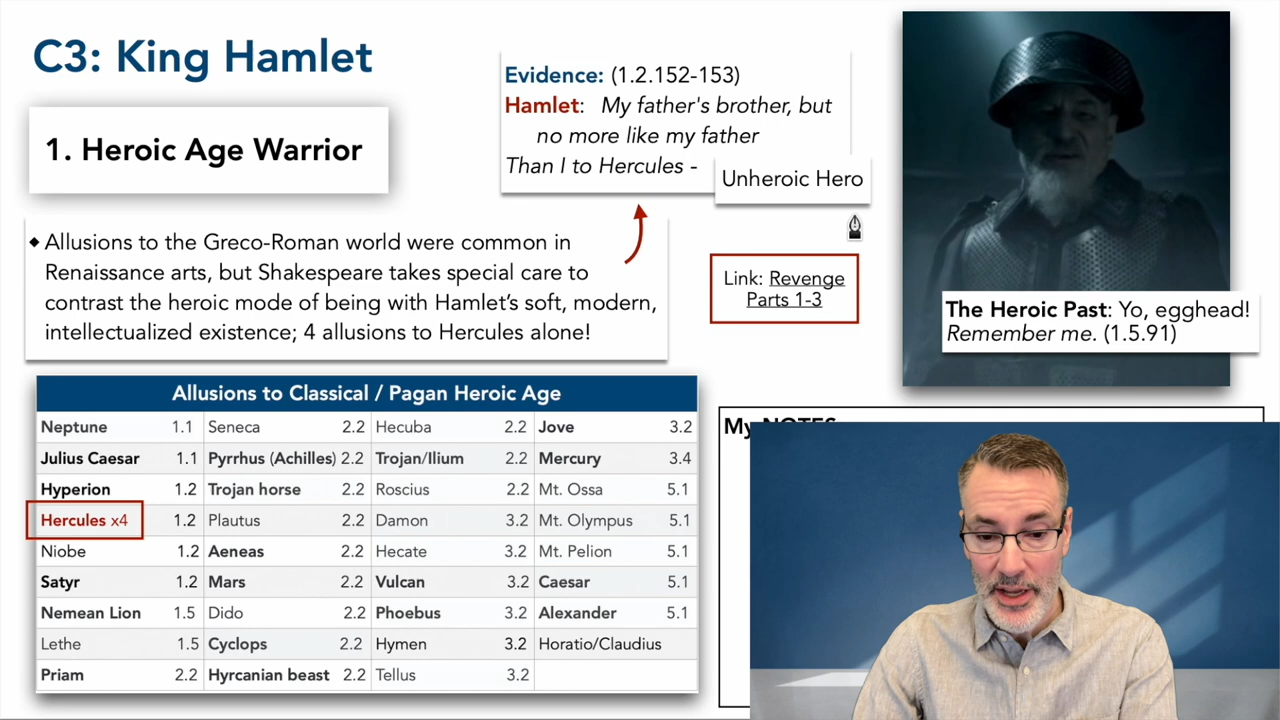 C3: King Hamlet
1. Heroic Age Warrior
Evidence: (1.2.152-153)
Hamlet: My father's brother, but
no more like my father
Than I to Hercules -
Unheroic Hero
◆ Allusions to the Greco-Roman world were common in
Renaissance arts, but Shakespeare takes special care to
contrast the heroic mode of being with Hamlet's soft, modern,
intellectualized existence; 4 allusions to Hercules alone!
Link: Revenge
Parts 1-3
The Heroic Past: Yo, egghead!
Remember me. (1.5.91)
Allusions to Classical / Pagan Heroic Age
Neptune 1.1 Seneca 2.2 Hecuba 2.2 Jove 3.2
Julius Caesar 1.1 Pyrrhus (Achilles) 2.2 Trojan/Ilium 2.2 Mercury 3.4
Hyperion 1.2 Trojan horse 2.2 Roscius 2.2 Mt. Ossa 5.1
Hercules x4 1.2 Plautus 2.2 Damon 3.2 Mt. Olympus 5.1
Niobe 1.2 Aeneas 2.2 Hecate 3.2 Mt. Pelion 5.1
Satyr 1.2 Mars 2.2 Vulcan 3.2 Caesar 5.1
Nemean Lion 1.5 Dido 2.2 Phoebus 3.2 Alexander 5.1
Lethe 1.5 Cyclops 2.2 Hymen 3.2 Horatio/Claudius
Priam 2.2 Hyrcanian beast 2.2 Tellus 3.2
My NOTES